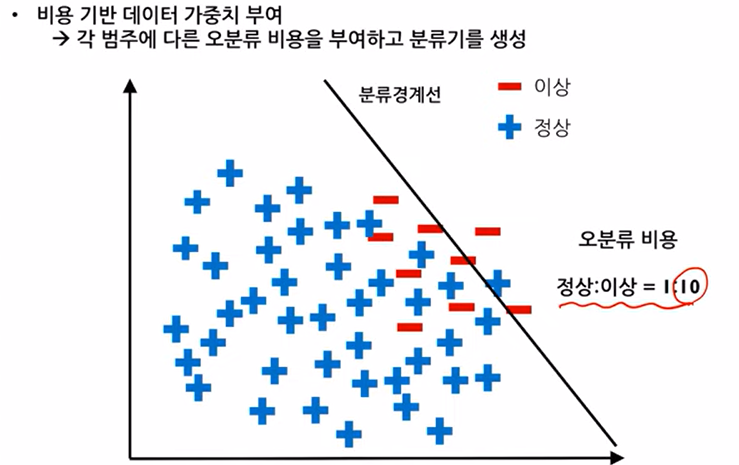 • 비용 기반 데이터 가중치 부여
→ 각 범주에 다른 오분류 비용을 부여하고 분류기를 생성
분류경계선
이상
정상
오분류 비용
정상:이상 = 1:10